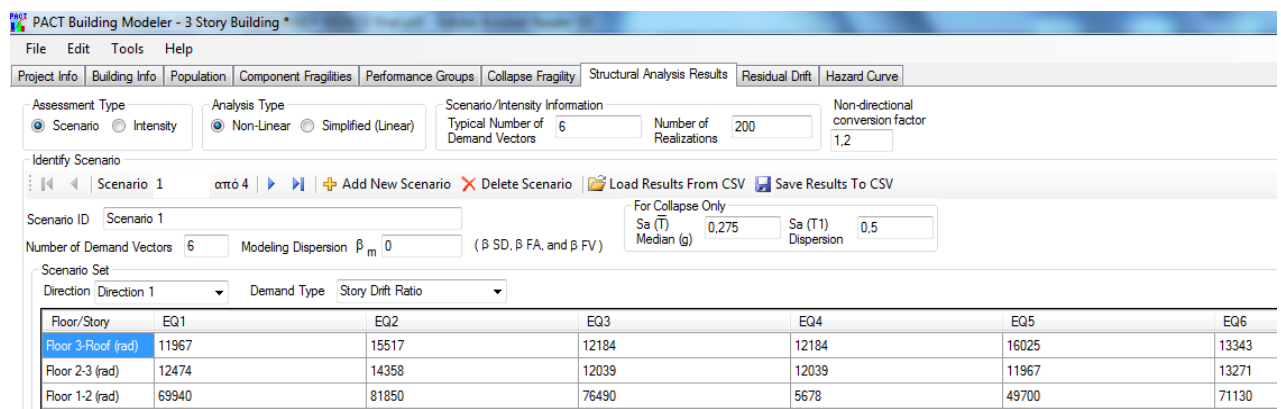 PACT Building Modeler - 3 Story Building *
File Edit Tools Help
Project Info Building Info Population Component Fragilities Performance Groups Collapse Fragility Structural Analysis Results Residual Drift Hazard Curve
Assessment Type Analysis Type Scenario/Intensity Information Non-directional conversion factor
Scenario Intensity Non-Linear Simplified (Linear) Typical Number of Demand Vectors 6 Number of Realizations 200 1,2
Identify Scenario
Scenario 1 από 4 Add New Scenario Delete Scenario Load Results From CSV Save Results To CSV
For Collapse Only
Scenario ID Scenario 1 Sa (T̅) Median (g) 0,275 Sa (T1) Dispersion 0,5
Number of Demand Vectors 6 Modeling Dispersion β m 0 ( β SD, β FA, and β FV )
Scenario Set
Direction Direction 1 Demand Type Story Drift Ratio
Floor/Story EQ1 EQ2 EQ3 EQ4 EQ5 EQ6
Floor 3-Roof (rad) 11967 15517 12184 12184 16025 13343
Floor 2-3 (rad) 12474 14358 12039 12039 11967 13271
Floor 1-2 (rad) 69940 81850 76490 5678 49700 71130